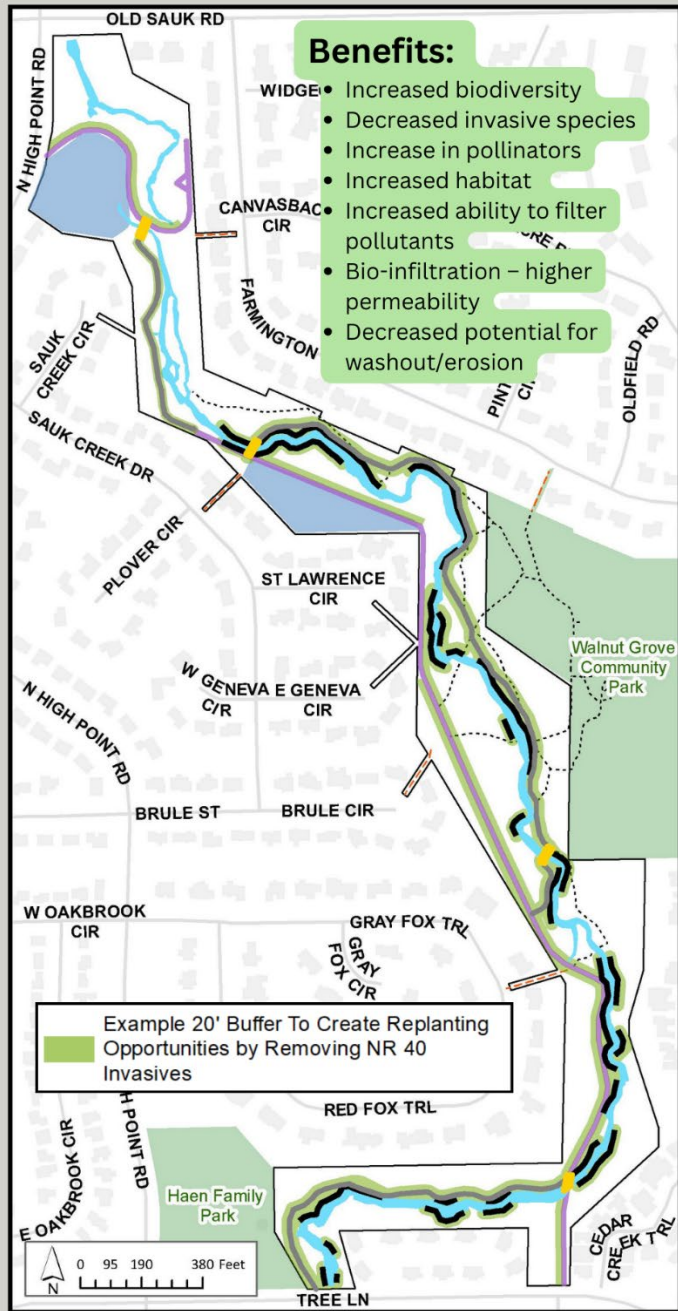 OLD SAUK RD
Benefits:
• Increased biodiversity
• Decreased invasive species
• Increase in pollinators
• Increased habitat
• Increased ability to filter
pollutants
• Bio-infiltration – higher
permeability
• Decreased potential for
washout/erosion
N HIGH POINT RD
CANVASBAC
CIR
FARMINGTON
SAUK
CREEK CIR
OLDFIELD RD
SAUK CREEK DR
PLOVER CIR
ST LAWRENCE
CIR
Walnut Grove
Community
Park
W GENEVA
CIR
E GENEVA
CIR
N HIGH POINT RD
BRULE ST
BRULE CIR
W OAKBROOK
CIR
GRAY FOX TRL
GRAY
FOX CIR
Example 20' Buffer To Create Replanting
Opportunities by Removing NR 40
Invasives
RED FOX TRL
H POINT RD
E OAKBROOK CIR
Haen Family
Park
CEDAR
CREEK TRL
0 95 190 380 Feet
N
TREE LN